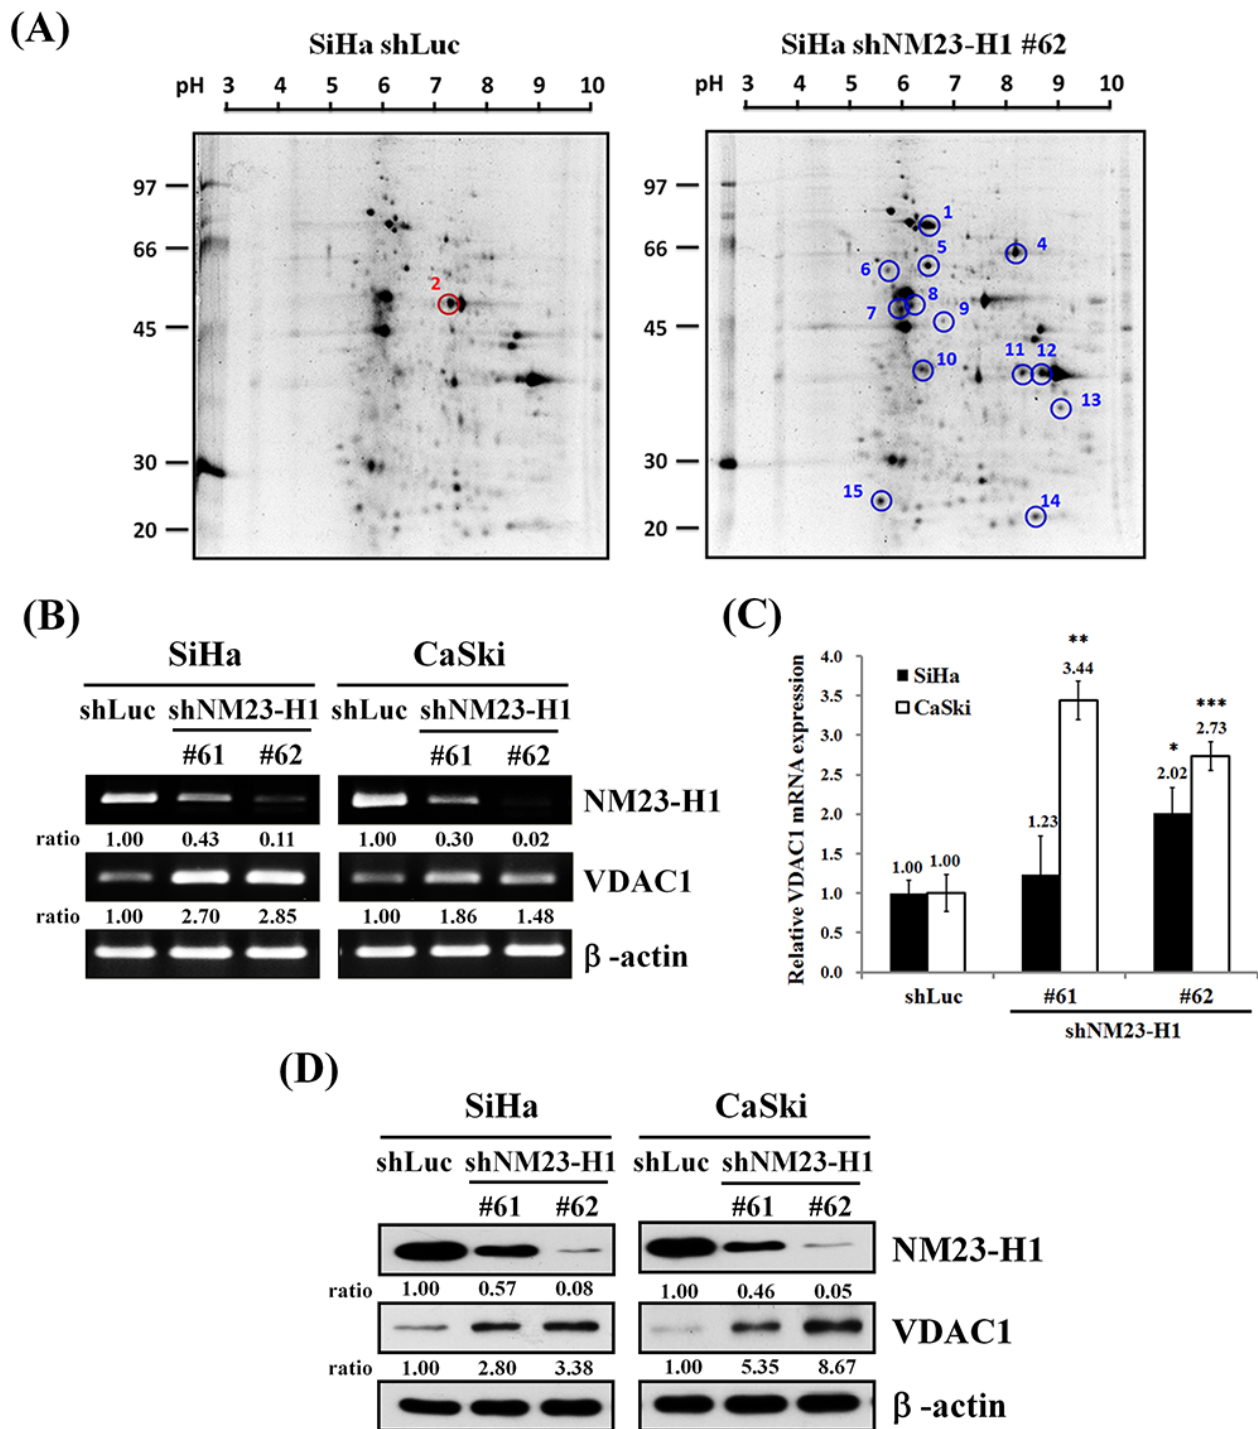 (A)
SiHa shLuc
SiHa shNM23-H1 #62
pH 3 4 5 6 7 8 9 10
pH 3 4 5 6 7 8 9 10
97
66
45
30
20
2
97
66
45
30
20
1
4
5
6
7
8
9
10
11 12
13
15
14
(B)
SiHa CaSki
shLuc shNM23-H1 shLuc shNM23-H1
#61 #62 #61 #62
NM23-H1
ratio 1.00 0.43 0.11 1.00 0.30 0.02
VDAC1
ratio 1.00 2.70 2.85 1.00 1.86 1.48
β -actin
(C)
Relative VDAC1 mRNA expression
4.0
3.5
3.0
2.5
2.0
1.5
1.0
0.5
0.0
SiHa
CaSki
1.00 1.00
1.23
**
3.44
*
2.02
***
2.73
shLuc #61 #62
shNM23-H1
(D)
SiHa CaSki
shLuc shNM23-H1 shLuc shNM23-H1
#61 #62 #61 #62
NM23-H1
ratio 1.00 0.57 0.08 1.00 0.46 0.05
VDAC1
ratio 1.00 2.80 3.38 1.00 5.35 8.67
β -actin